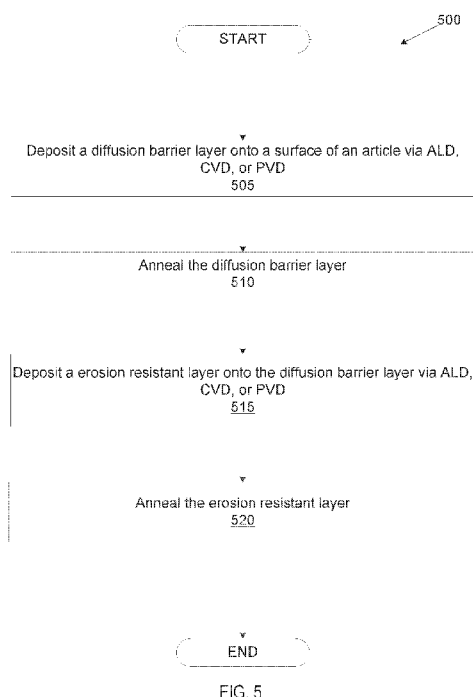 500
START
Deposit a diffusion barrier layer onto a surface of an article via ALD,
CVD, or PVD
505
Anneal the diffusion barrier layer
510
Deposit a erosion resistant layer onto the diffusion barrier layer via ALD,
CVD, or PVD
515
Anneal the erosion resistant layer
520
END
FIG. 5